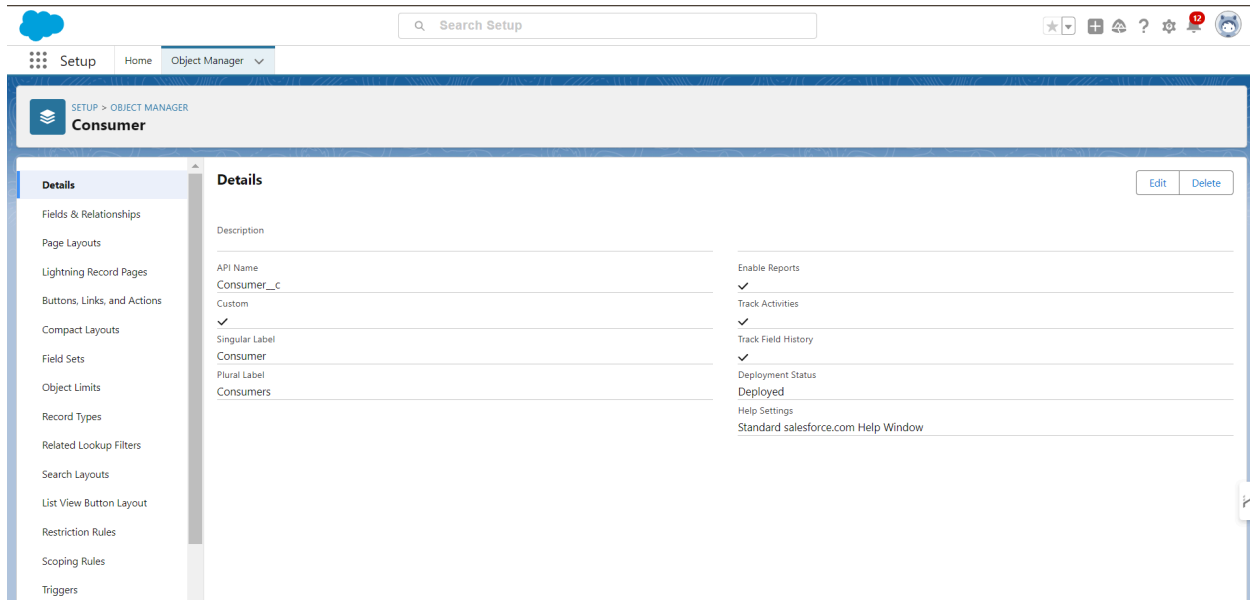 Search Setup
12
Setup
Home
Object Manager
SETUP > OBJECT MANAGER
Consumer
Details
Fields & Relationships
Page Layouts
Lightning Record Pages
Buttons, Links, and Actions
Compact Layouts
Field Sets
Object Limits
Record Types
Related Lookup Filters
Search Layouts
List View Button Layout
Restriction Rules
Scoping Rules
Triggers
Details
Edit
Delete
Description
API Name
Consumer__c
Custom
Singular Label
Consumer
Plural Label
Consumers
Enable Reports
Track Activities
Track Field History
Deployment Status
Deployed
Help Settings
Standard salesforce.com Help Window